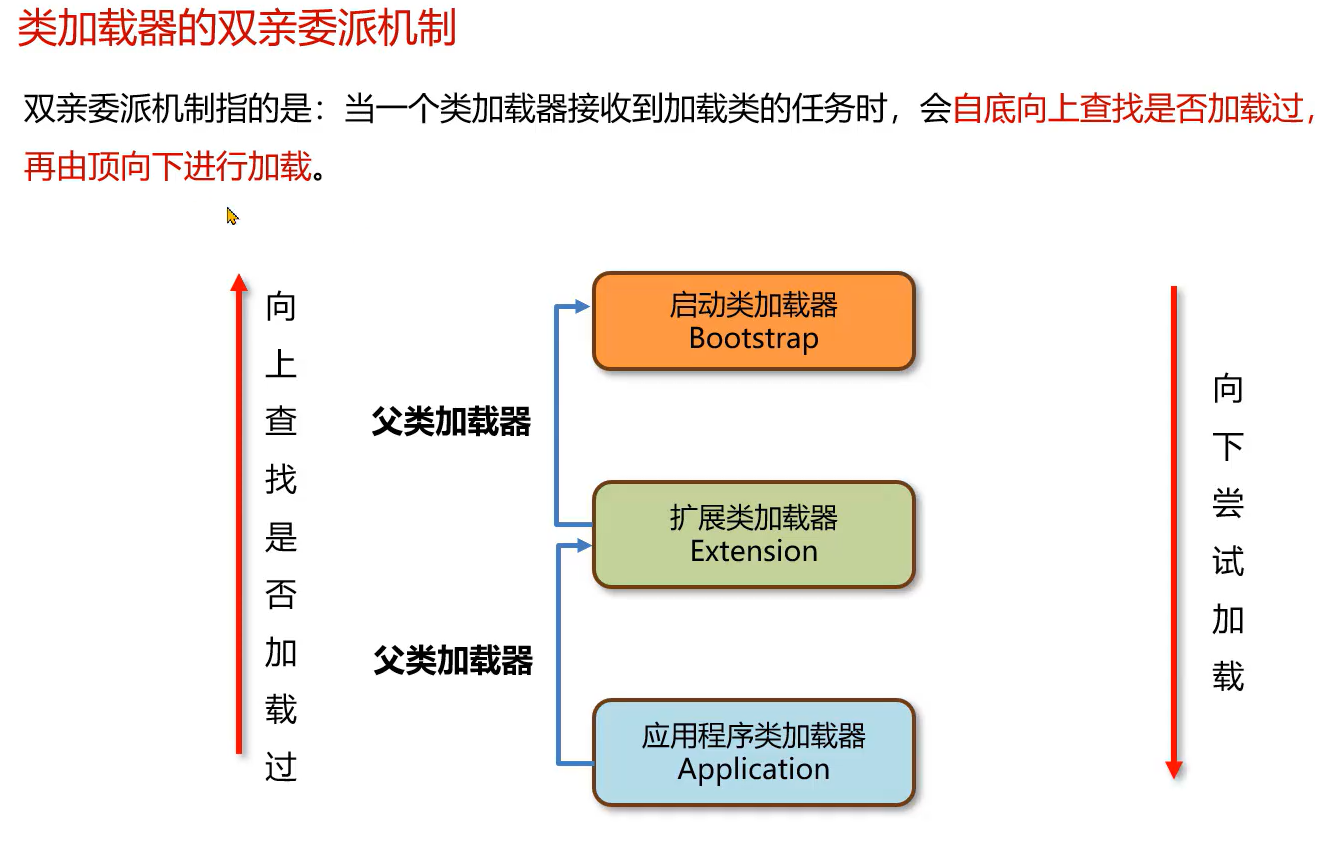 类加载器的双亲委派机制
双亲委派机制指的是：当一个类加载器接收到加载类的任务时，会自底向上查找是否加载过，
再由顶向下进行加载。
向上查找是否加载过
父类加载器
父类加载器
启动类加载器
Bootstrap
扩展类加载器
Extension
应用程序类加载器
Application
向下尝试加载